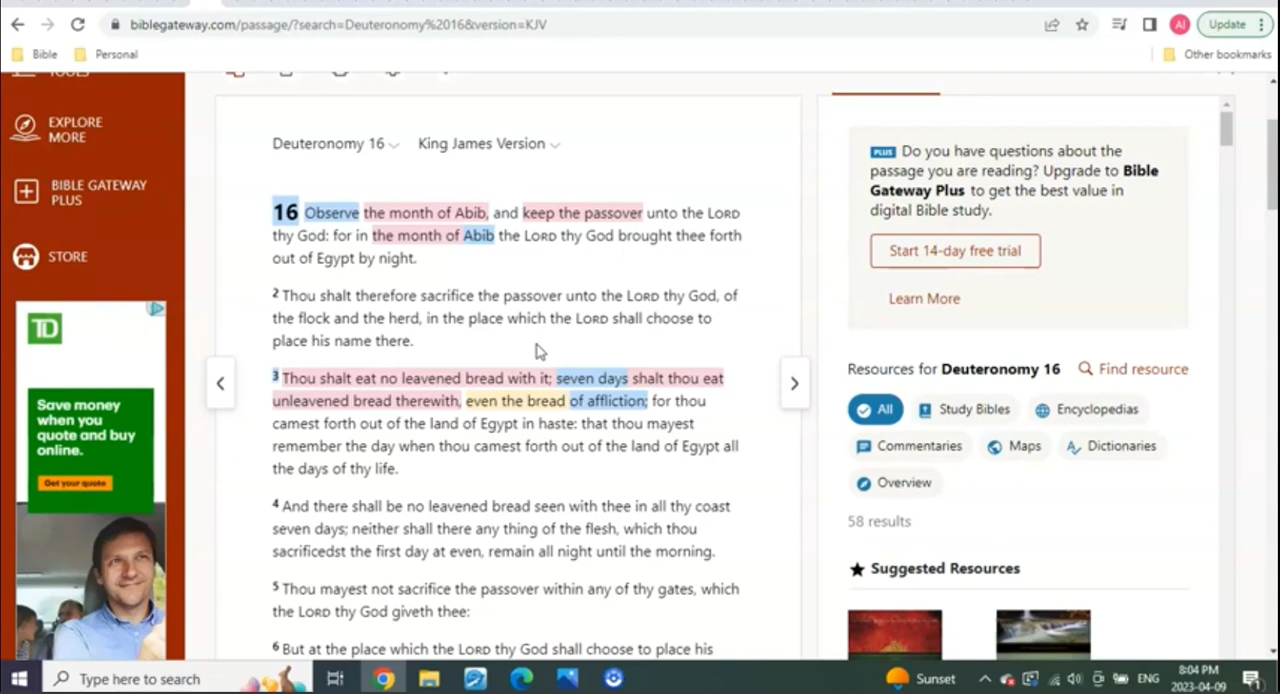 biblegateway.com/passage/?search=Deuteronomy%2016&version=KJV
AI
Update
Bible
Personal
Other bookmarks
TOOLS
EXPLORE
MORE
BIBLE GATEWAY
PLUS
STORE
TD
Save money
when you
quote and buy
online.
Get your quote
Deuteronomy 16
King James Version
16 Observe the month of Abib, and keep the passover unto the LORD
thy God: for in the month of Abib the LORD thy God brought thee forth
out of Egypt by night.
2 Thou shalt therefore sacrifice the passover unto the LORD thy God, of
the flock and the herd, in the place which the LORD shall choose to
place his name there.
3 Thou shalt eat no leavened bread with it; seven days shalt thou eat
unleavened bread therewith, even the bread of affliction; for thou
camest forth out of the land of Egypt in haste: that thou mayest
remember the day when thou camest forth out of the land of Egypt all
the days of thy life.
4 And there shall be no leavened bread seen with thee in all thy coast
seven days; neither shall there any thing of the flesh, which thou
sacrificedst the first day at even, remain all night until the morning.
5 Thou mayest not sacrifice the passover within any of thy gates, which
the LORD thy God giveth thee:
6 But at the place which the LORD thy God shall choose to place his
PLUS Do you have questions about the
passage you are reading? Upgrade to Bible
Gateway Plus to get the best value in
digital Bible study.
Start 14-day free trial
Learn More
Resources for Deuteronomy 16
Find resource
All
Study Bibles
Encyclopedias
Commentaries
Maps
Dictionaries
Overview
58 results
Suggested Resources
Type here to search
Sunset
ENG
8:04 PM
2023-04-09
1